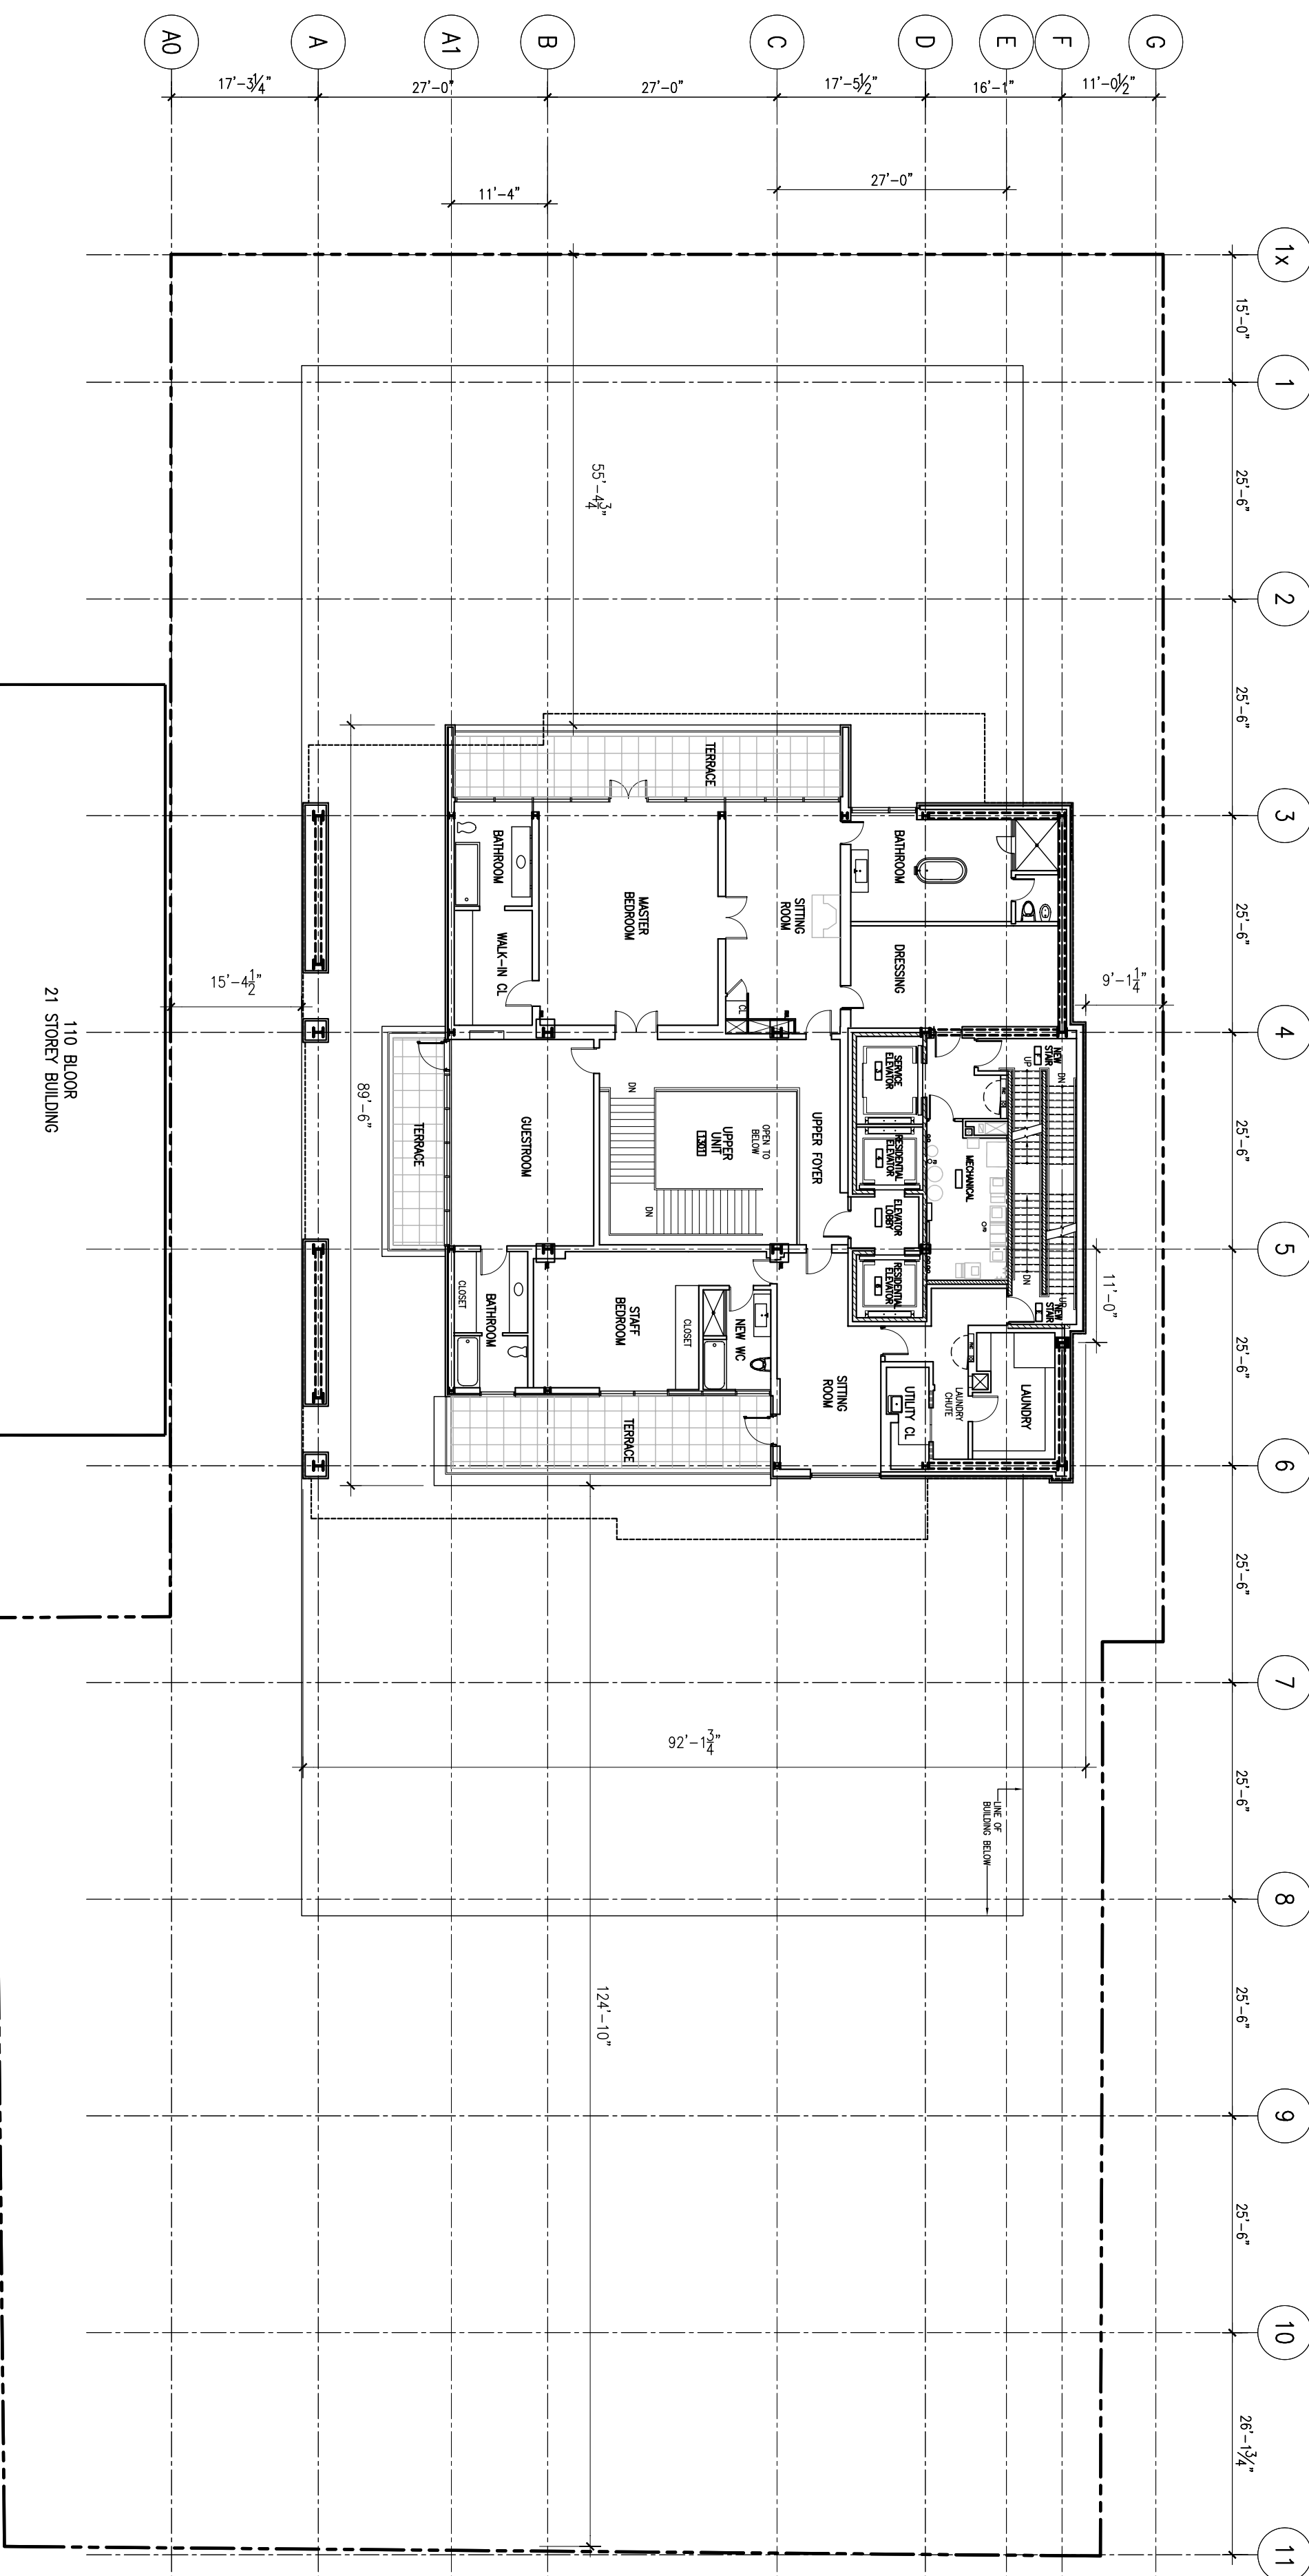 A0
A
A1
B
C
D
E
F
G
17'-3¼"
27'-0"
27'-0"
17'-5½"
16'-1"
11'-0½"
11'-4"
27'-0"
1x
1
2
3
4
5
6
7
8
9
10
11
15'-0"
25'-6"
25'-6"
25'-6"
25'-6"
25'-6"
25'-6"
25'-6"
25'-6"
25'-6"
26'-1¾"
55'-4¾"
15'-4½"
89'-6"
9'-1¼"
11'-0"
92'-1¾"
124'-10"
TERRACE
BATHROOM
WALK-IN CL
MASTER
BEDROOM
SITTING
ROOM
CL
BATHROOM
DRESSING
TERRACE
GUESTROOM
DN
DN
UPPER
UNIT
1301
OPEN TO
BELOW
UPPER FOYER
SERVICE
ELEVATOR
3
RESIDENTIAL
ELEVATOR
ELEVATOR
LOBBY
RESIDENTIAL
ELEVATOR
MECHANICAL
NEW
STAIR
UP
DN
DN
UP
NEW
STAIR
CLOSET
BATHROOM
STAFF
BEDROOM
CLOSET
NEW WC
TERRACE
SITTING
ROOM
UTILITY CL
LAUNDRY
CHUTE
LAUNDRY
LINE OF
BUILDING BELOW
110 BLOOR
21 STOREY BUILDING